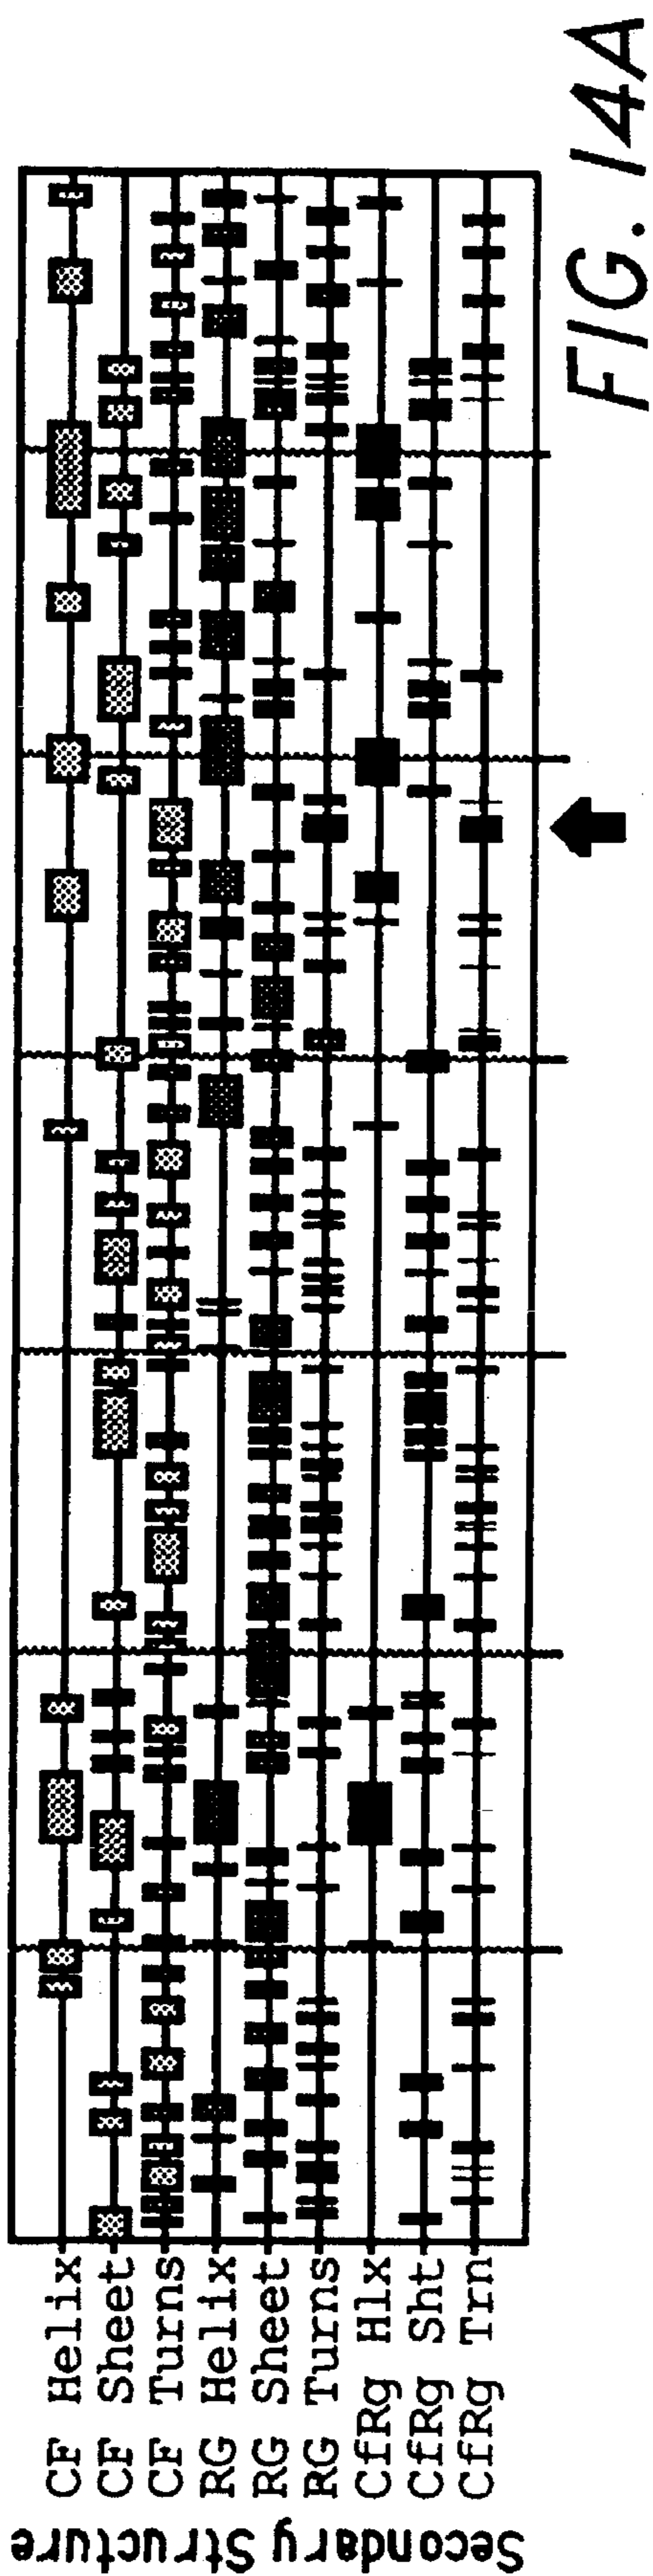 Secondary Structure
CF Helix
CF Sheet
CF Turns
RG Helix
RG Sheet
RG Turns
CfRg Hlx
CfRg Sht
CfRg Trn
FIG. 14A